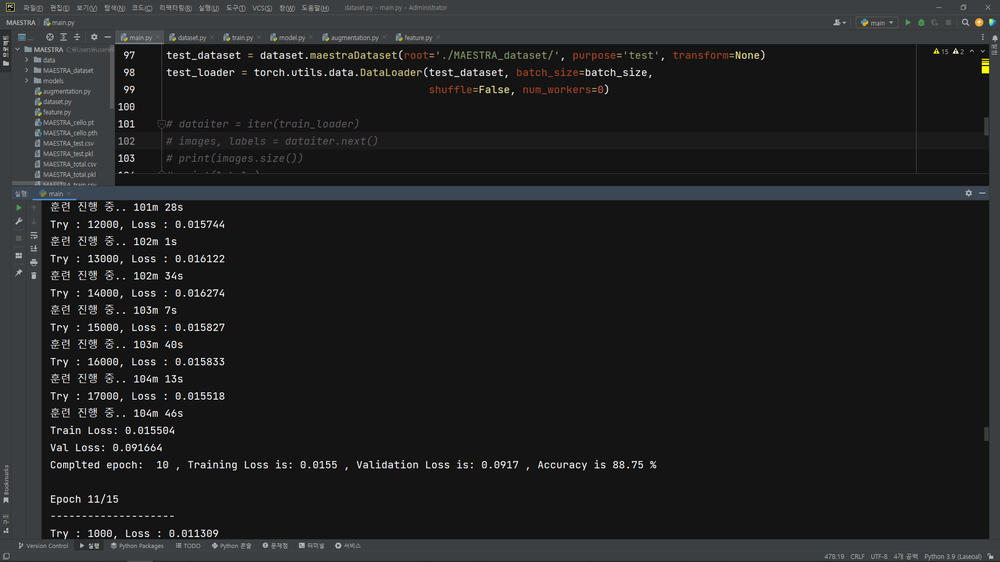 PC 파일(F) 편집(E) 보기(V) 탐색(N) 코드(C) 리팩터링(R) 실행(U) 도구(T) VCS(S) 창(W) 도움말(H) dataset.py - main.py - Administrator
MAESTRA main.py
main
프로젝트
...
main.py dataset.py train.py model.py augmentation.py feature.py
알림
MAESTRA C:￦Users￦user￦P
data
MAESTRA_dataset
models
augmentation.py
dataset.py
feature.py
MAESTRA_cello.pt
MAESTRA_cello.pth
MAESTRA_test.csv
MAESTRA_test.pkl
MAESTRA_total.csv
MAESTRA_total.pkl
MAESTRA_train.csv
15 2
97 test_dataset = dataset.maestraDataset(root='./MAESTRA_dataset/', purpose='test', transform=None)
98 test_loader = torch.utils.data.DataLoader(test_dataset, batch_size=batch_size,
99 shuffle=False, num_workers=0)
100
101 # dataiter = iter(train_loader)
102 # images, labels = dataiter.next()
103 # print(images.size())
실행: main
훈련 진행 중.. 101m 28s
Try : 12000, Loss : 0.015744
훈련 진행 중.. 102m 1s
Try : 13000, Loss : 0.016122
훈련 진행 중.. 102m 34s
Try : 14000, Loss : 0.016274
훈련 진행 중.. 103m 7s
Try : 15000, Loss : 0.015827
훈련 진행 중.. 103m 40s
Try : 16000, Loss : 0.015833
훈련 진행 중.. 104m 13s
Try : 17000, Loss : 0.015518
훈련 진행 중.. 104m 46s
Train Loss: 0.015504
Val Loss: 0.091664
Complted epoch:  10 , Training Loss is: 0.0155 , Validation Loss is: 0.0917 , Accuracy is 88.75 %
Epoch 11/15
--------------------
Try : 1000, Loss : 0.011309
Bookmarks
구조
Version Control 실행 Python Packages TODO Python 콘솔 문제점 터미널 서비스
478:19 CRLF UTF-8 4개 공백 Python 3.9 (Laseoal)